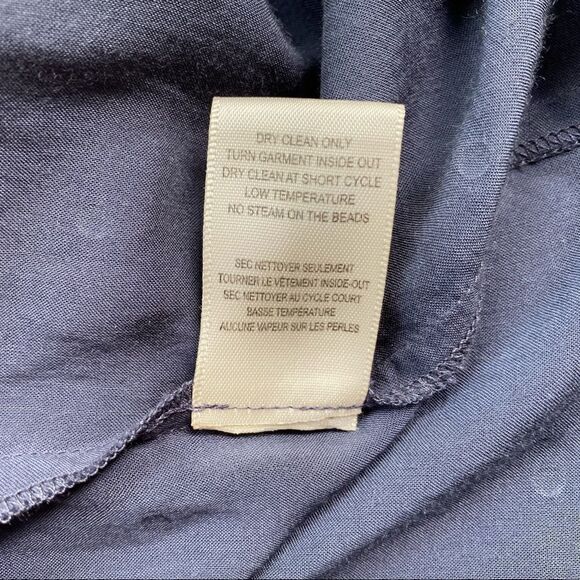 DRY CLEAN ONLY
TURN GARMENT INSIDE OUT
DRY CLEAN AT SHORT CYCLE
LOW TEMPERATURE
NO STEAM ON THE BEADS
SEC NETTOYER SEULEMENT
TOURNER LE VÊTEMENT INSIDE-OUT
SEC NETTOYER AU CYCLE COURT
BASSE TEMPÉRATURE
AUCUNE VAPEUR SUR LES PERLES